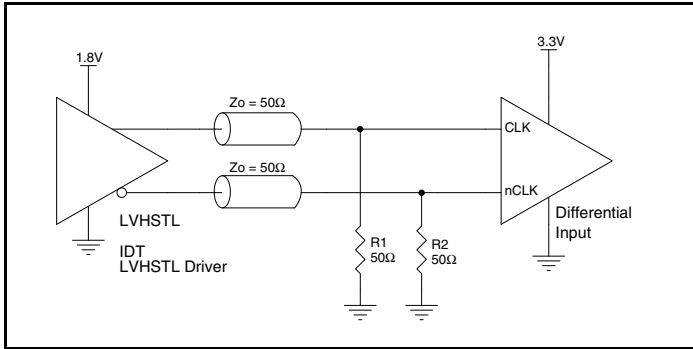 1.8V
3.3V
Zo = 50Ω
CLK
Zo = 50Ω
nCLK
LVHSTL
IDT
LVHSTL Driver
R1
50Ω
R2
50Ω
Differential
Input